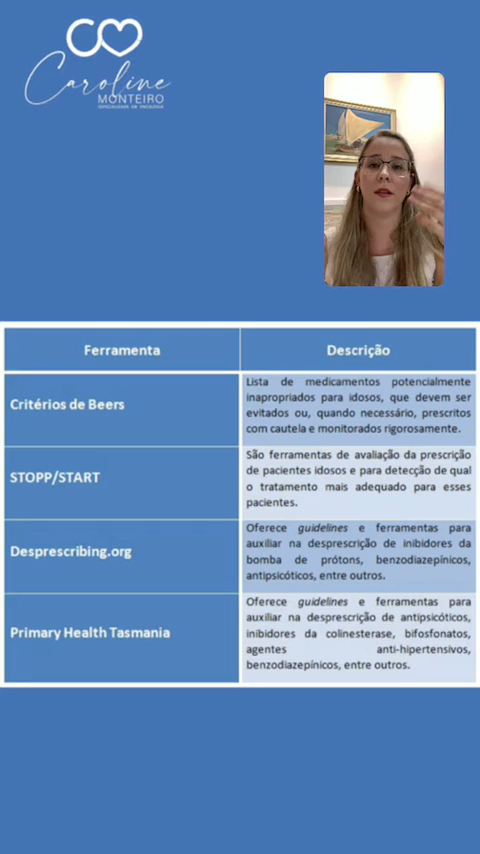 Caroline
MONTEIRO
ESPECIALISTA EM ONCOLOGIA
Ferramenta
Descrição
Critérios de Beers
Lista de medicamentos potencialmente
inapropriados para idosos, que devem ser
evitados ou, quando necessário, prescritos
com cautela e monitorados rigorosamente.
STOPP/START
São ferramentas de avaliação da prescrição
de pacientes idosos e para detecção de qual
o tratamento mais adequado para esses
pacientes.
Desprescribing.org
Oferece guidelines e ferramentas para
auxiliar na desprescrição de inibidores da
bomba de prótons, benzodiazepínicos,
antipsicóticos, entre outros.
Primary Health Tasmania
Oferece guidelines e ferramentas para
auxiliar na desprescrição de antipsicóticos,
inibidores da colinesterase, bifosfonatos,
agentes anti-hipertensivos,
benzodiazepínicos, entre outros.